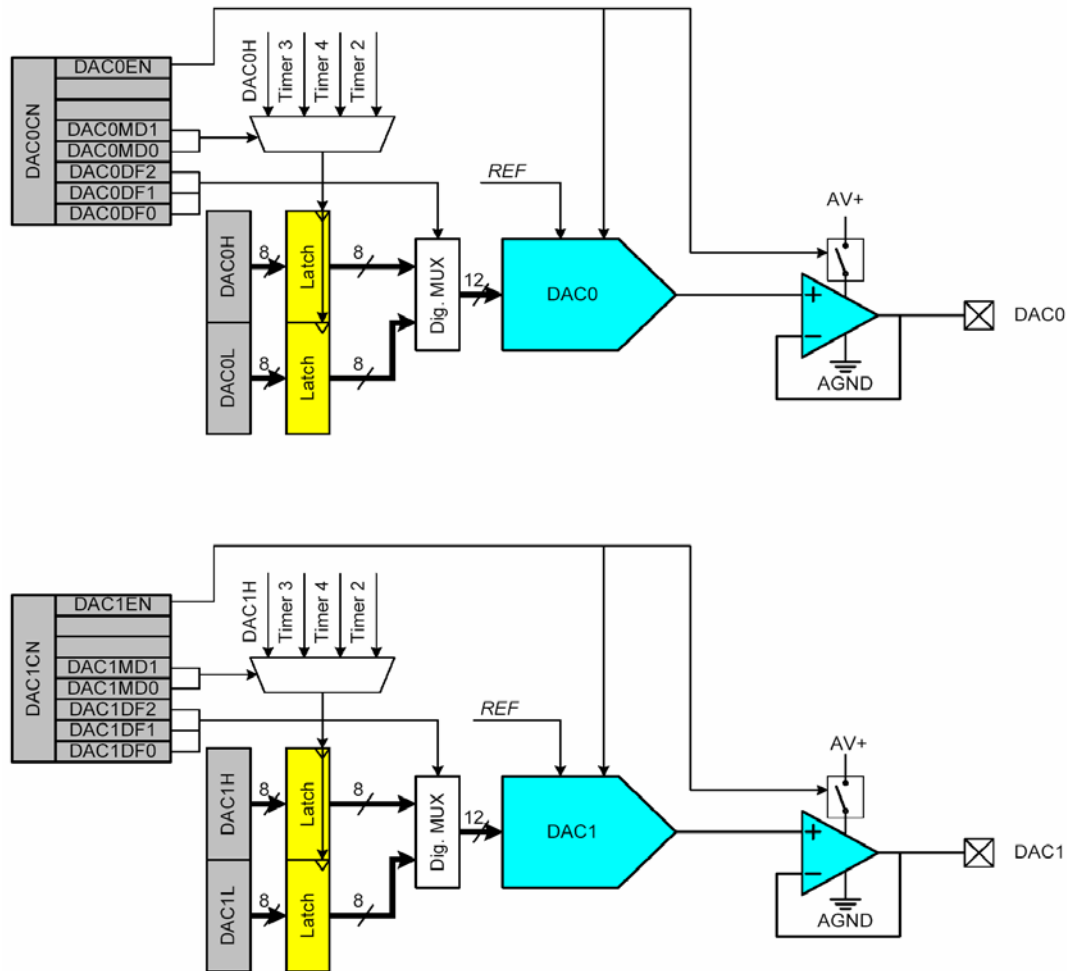 DAC0CN
DAC0EN
DAC0MD1
DAC0MD0
DAC0DF2
DAC0DF1
DAC0DF0
DAC0H
Timer 3
Timer 4
Timer 2
DAC0H
8
Latch
8
DAC0L
8
Latch
8
Dig. MUX
12
REF
DAC0
AV+
+
−
AGND
DAC0
DAC1CN
DAC1EN
DAC1MD1
DAC1MD0
DAC1DF2
DAC1DF1
DAC1DF0
DAC1H
Timer 3
Timer 4
Timer 2
DAC1H
8
Latch
8
DAC1L
8
Latch
8
Dig. MUX
12
REF
DAC1
AV+
+
−
AGND
DAC1